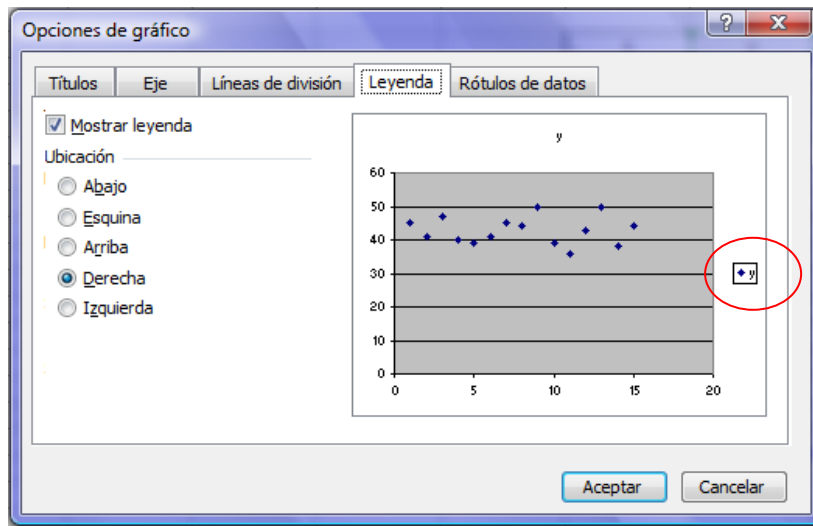 Opciones de gráfico
Títulos Eje Líneas de división Leyenda Rótulos de datos
Mostrar leyenda
Ubicación
Abajo
Esquina
Arriba
Derecha
Izquierda
y
60
50
40
30
20
10
0
0 5 10 15 20
y
Aceptar Cancelar